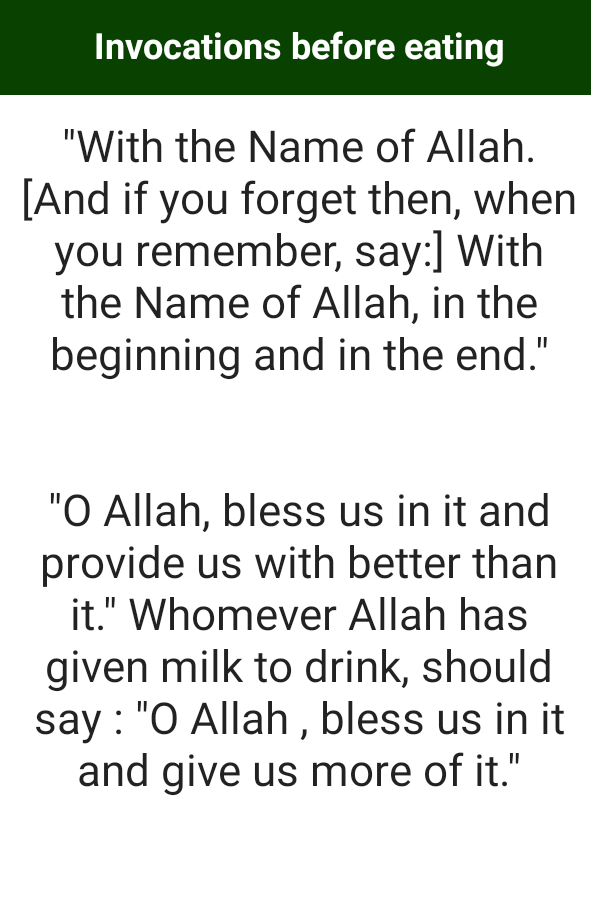 Invocations before eating
"With the Name of Allah.
[And if you forget then, when
you remember, say:] With
the Name of Allah, in the
beginning and in the end."
"O Allah, bless us in it and
provide us with better than
it." Whomever Allah has
given milk to drink, should
say : "O Allah , bless us in it
and give us more of it."